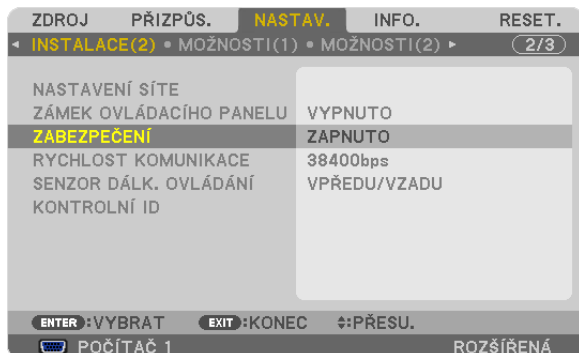 ZDROJ PŘIZPŮS. NASTAV. INFO. RESET.
INSTALACE(2) • MOŽNOSTI(1) • MOŽNOSTI(2) 2/3
NASTAVENÍ SÍTE
ZÁMEK OVLÁDACÍHO PANELU VYPNUTO
ZABEZPEČENÍ ZAPNUTO
RYCHLOST KOMUNIKACE 38400bps
SENZOR DÁLK. OVLÁDÁNÍ VPŘEDU/VZADU
KONTROLNÍ ID
ENTER:VYBRAT EXIT:KONEC :PŘESU.
POČÍTAČ 1 ROZŠÍŘENÁ